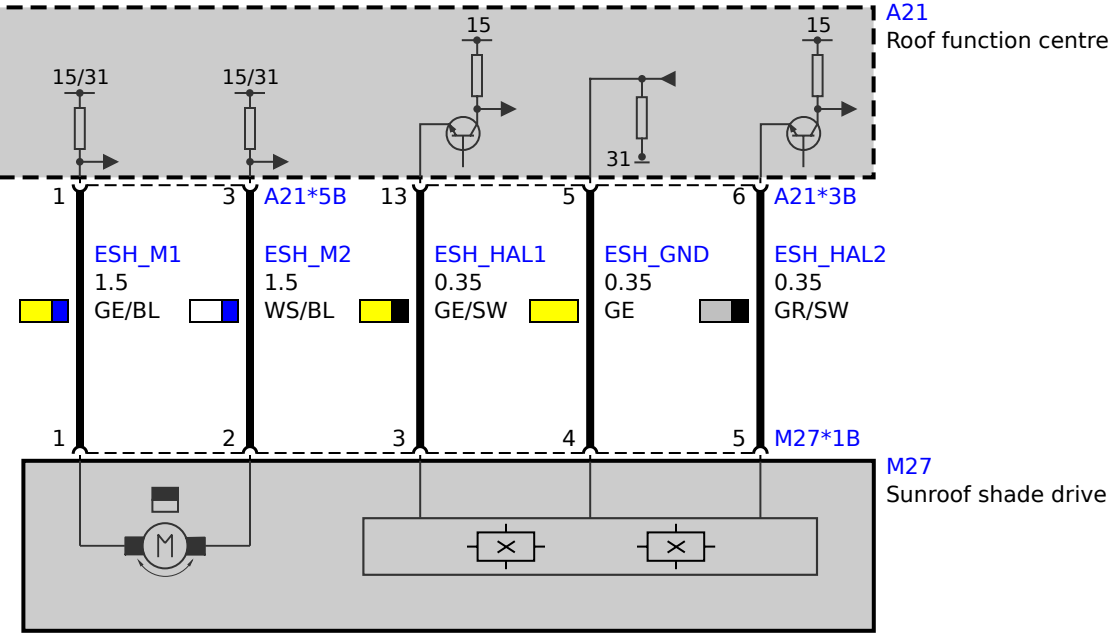 A21
Roof function centre
15
15
15/31
15/31
31
1
3
A21*5B
13
5
6
A21*3B
ESH_M1
1.5
GE/BL
ESH_M2
1.5
WS/BL
ESH_HAL1
0.35
GE/SW
ESH_GND
0.35
GE
ESH_HAL2
0.35
GR/SW
1
2
3
4
5
M27*1B
M27
Sunroof shade drive
M